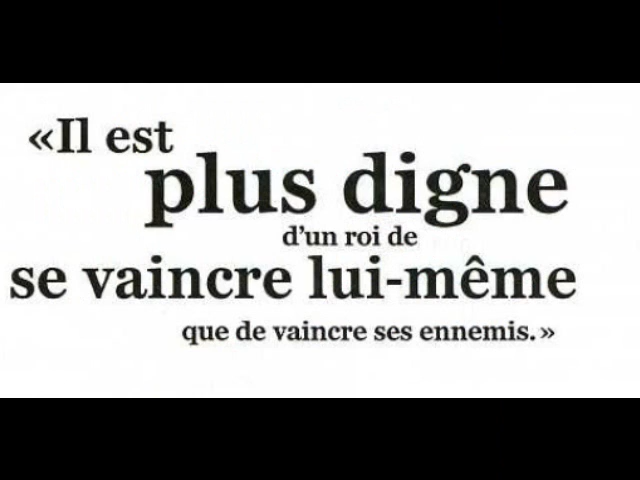 «Il est
plus digne
d’un roi de
se vaincre lui-même
que de vaincre ses ennemis.»